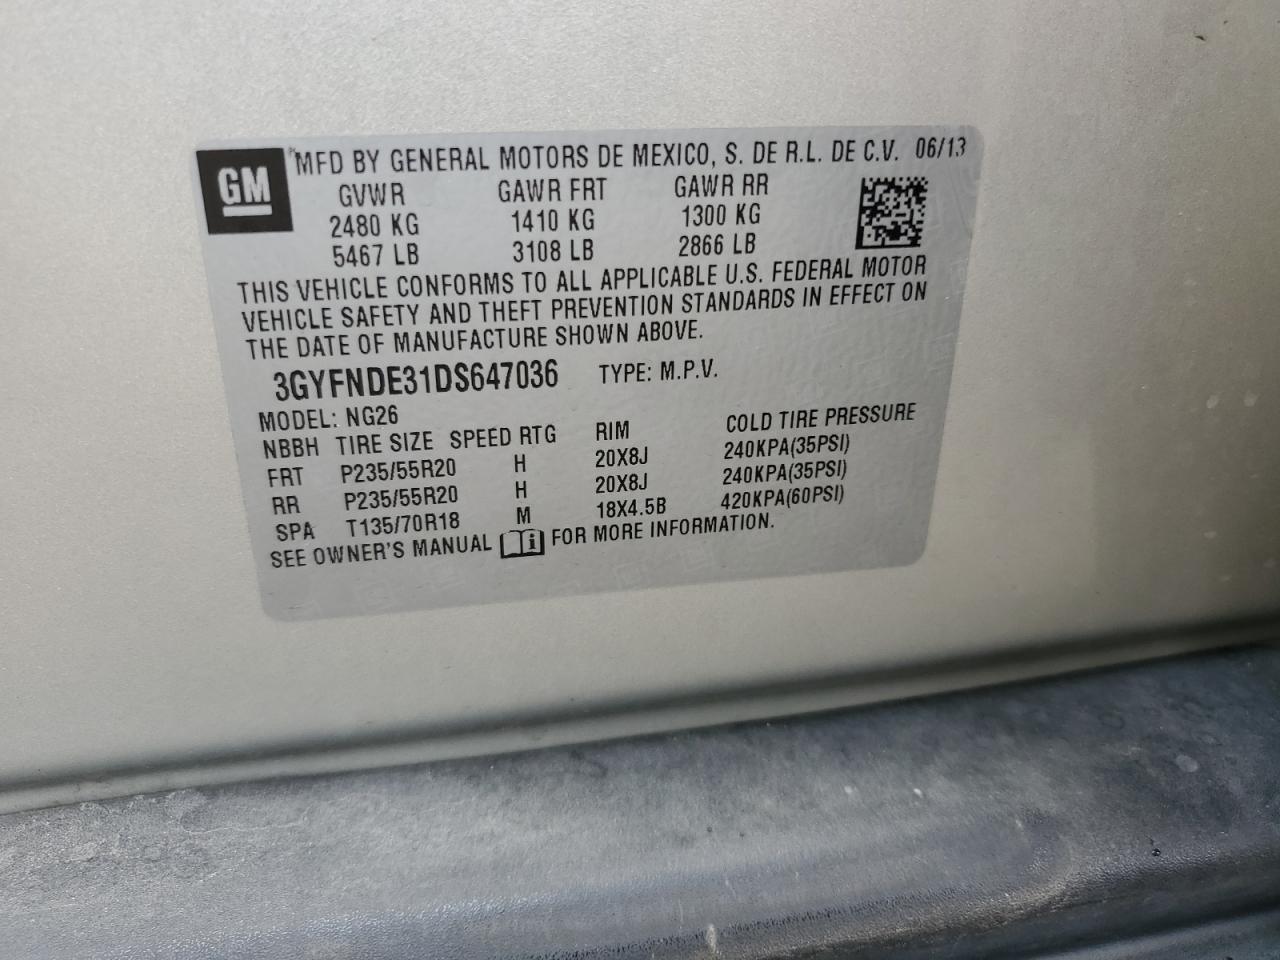 GM
MFD BY GENERAL MOTORS DE MEXICO, S. DE R.L. DE C.V. 06/13
GVWR GAWR FRT GAWR RR
2480 KG 1410 KG 1300 KG
5467 LB 3108 LB 2866 LB
THIS VEHICLE CONFORMS TO ALL APPLICABLE U.S. FEDERAL MOTOR
VEHICLE SAFETY AND THEFT PREVENTION STANDARDS IN EFFECT ON
THE DATE OF MANUFACTURE SHOWN ABOVE.
3GYFNDE31DS647036 TYPE: M.P.V.
MODEL: NG26
NBBH TIRE SIZE SPEED RTG RIM COLD TIRE PRESSURE
FRT P235/55R20 H 20X8J 240KPA(35PSI)
RR P235/55R20 H 20X8J 240KPA(35PSI)
SPA T135/70R18 M 18X4.5B 420KPA(60PSI)
SEE OWNER'S MANUAL i FOR MORE INFORMATION.